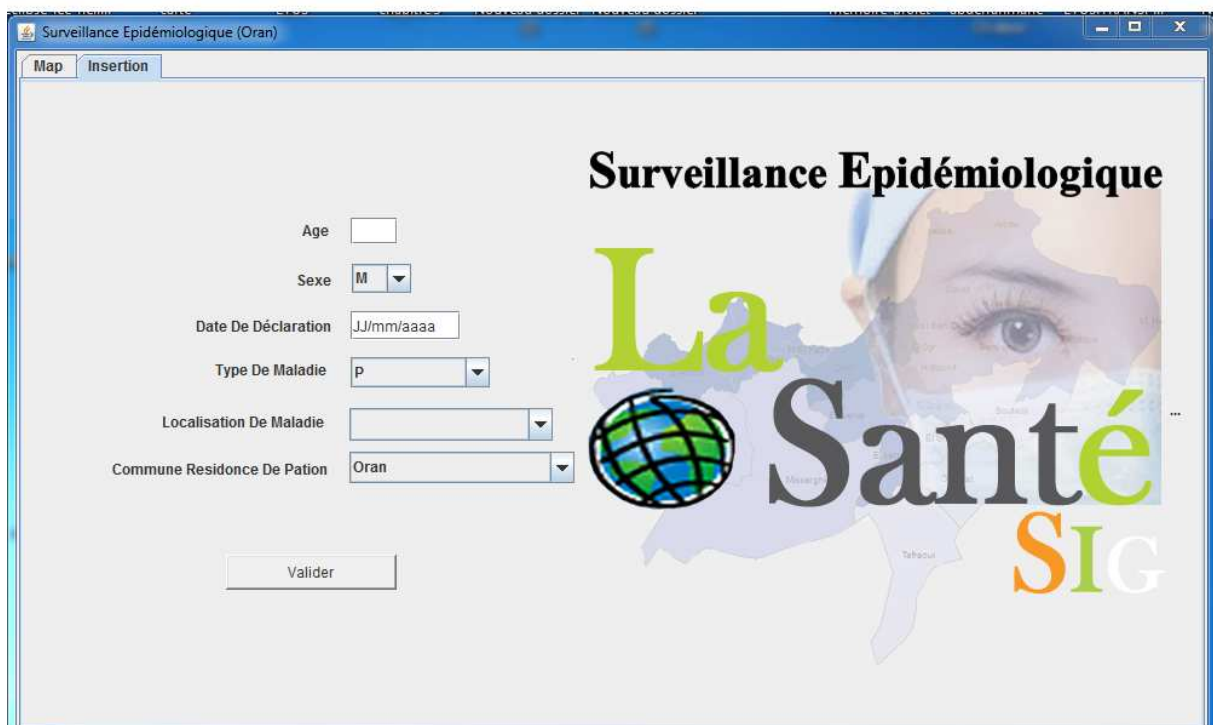 Surveillance Epidémiologique (Oran)
Map Insertion
Surveillance Epidémiologique
Age
Sexe M
Date De Déclaration JJ/mm/aaaa
Type De Maladie P
Localisation De Maladie
Commune Residonce De Pation Oran
Valider
La
Santé
SIG
Tafraoui
...